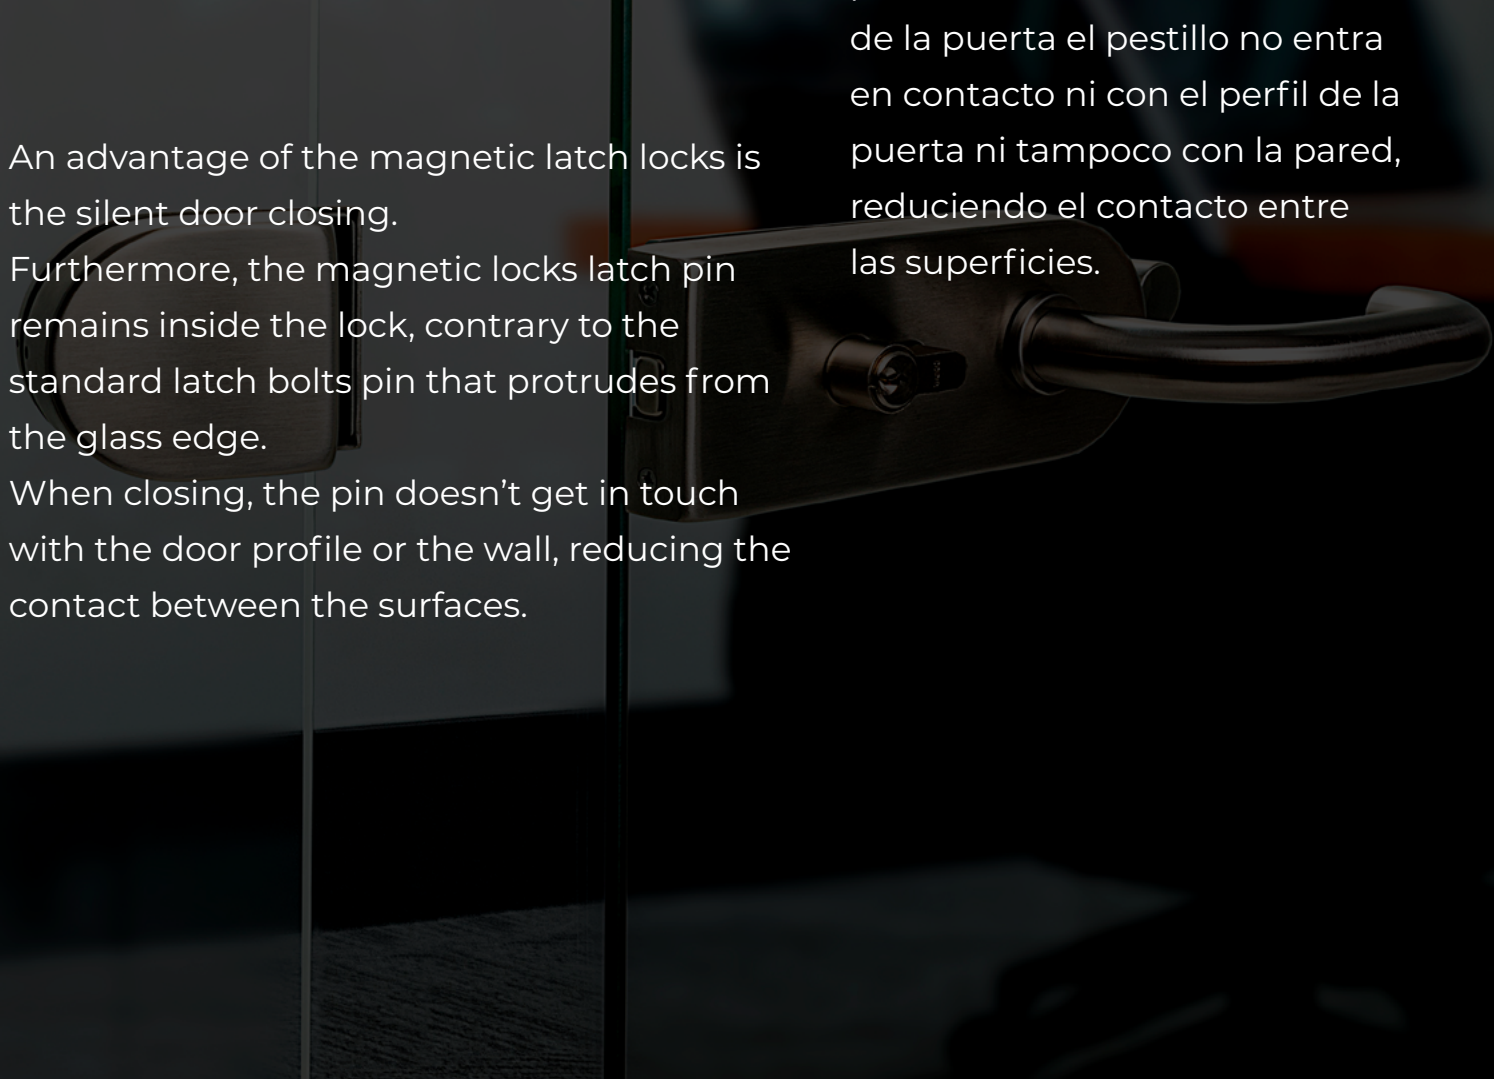 An advantage of the magnetic latch locks is
the silent door closing.
Furthermore, the magnetic locks latch pin
remains inside the lock, contrary to the
standard latch bolts pin that protrudes from
the glass edge.
When closing, the pin doesn’t get in touch
with the door profile or the wall, reducing the
contact between the surfaces.
de la puerta el pestillo no entra
en contacto ni con el perfil de la
puerta ni tampoco con la pared,
reduciendo el contacto entre
las superficies.